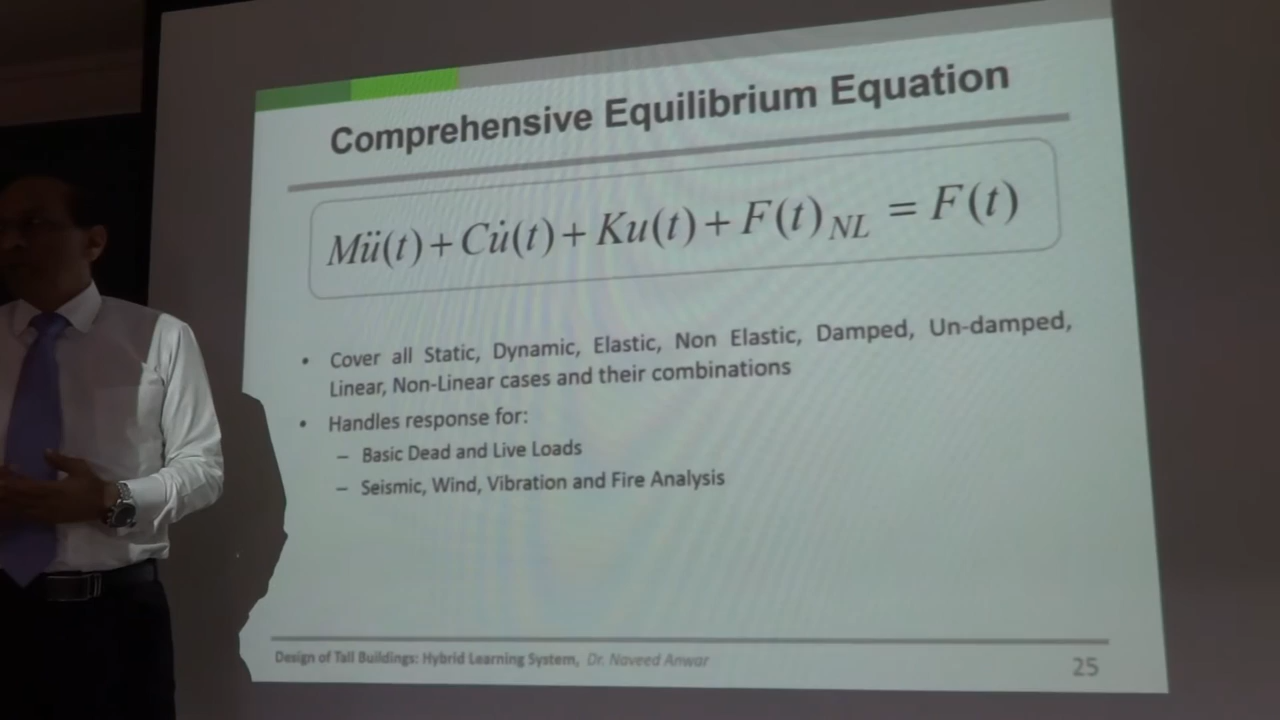 Comprehensive Equilibrium Equation
Mü(t)+Cu̇(t)+Ku(t)+F(t)NL = F(t)
• Cover all Static, Dynamic, Elastic, Non Elastic, Damped, Un-damped,
Linear, Non-Linear cases and their combinations
• Handles response for:
– Basic Dead and Live Loads
– Seismic, Wind, Vibration and Fire Analysis
Design of Tall Buildings: Hybrid Learning System, Dr. Naveed Anwar
25